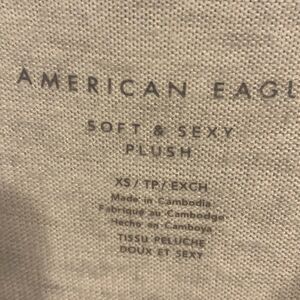 AMERICAN EAGL
SOFT & SEXY
PLUSH
XS / TP / EXCH
Made in Cambodia
Fabriqué au Cambodge
Hecho en Camboya
TISSU PELUCHE
DOUX ET SEXY